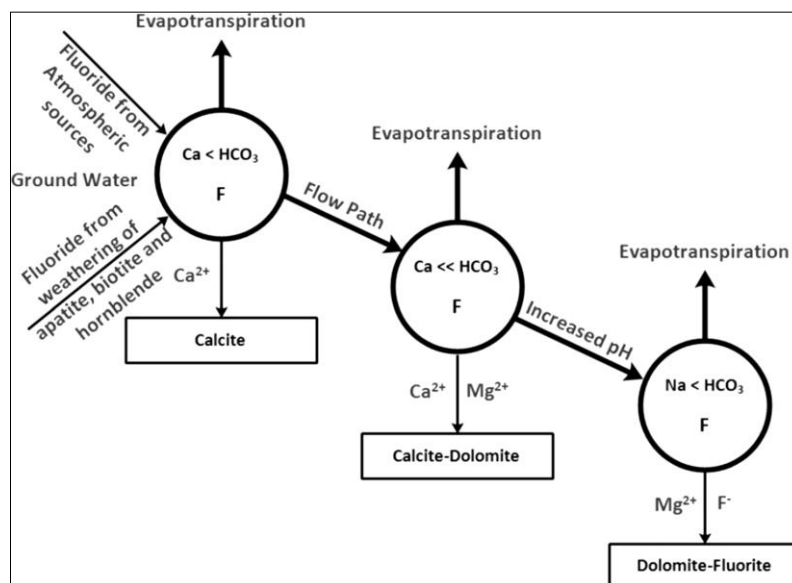 Evapotranspiration
Fluoride from
Atmospheric
sources
Ca < HCO₃
F
Ground Water
Fluoride from
weathering of
apatite, biotite and
hornblende
Ca²⁺
Calcite
Flow Path
Evapotranspiration
Ca << HCO₃
F
Ca²⁺ Mg²⁺
Calcite-Dolomite
Increased pH
Evapotranspiration
Na < HCO₃
F
Mg²⁺ F⁻
Dolomite-Fluorite